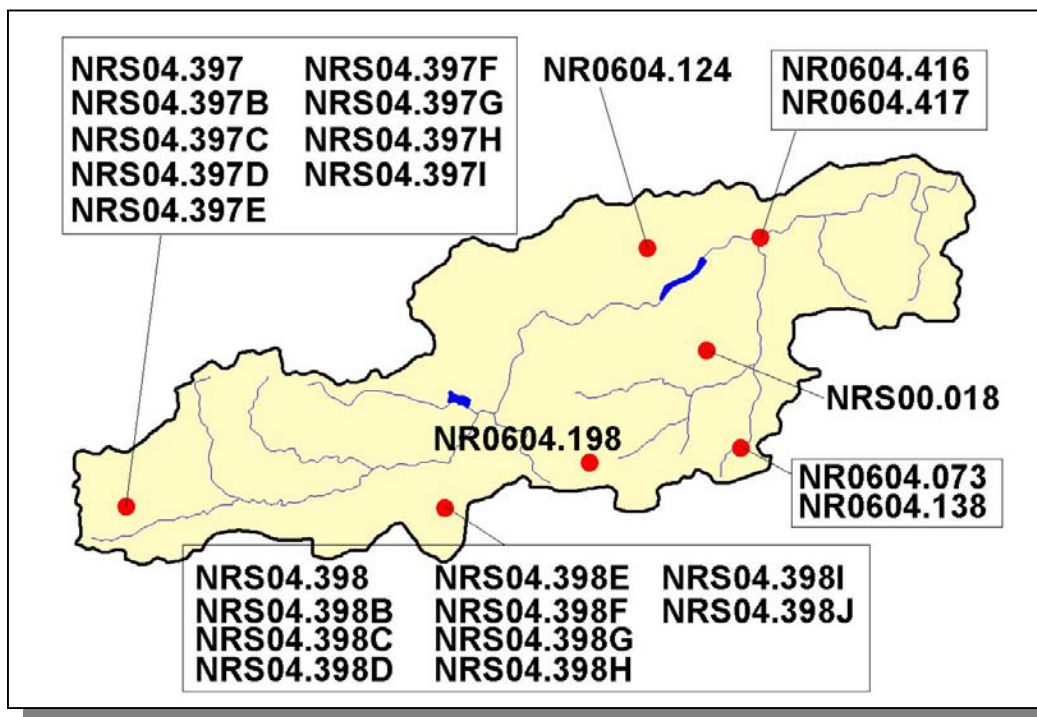 NRS04.397 NRS04.397F
NRS04.397B NRS04.397G
NRS04.397C NRS04.397H
NRS04.397D NRS04.397I
NRS04.397E
NR0604.124
NR0604.416
NR0604.417
NRS00.018
NR0604.198
NR0604.073
NR0604.138
NRS04.398 NRS04.398E NRS04.398I
NRS04.398B NRS04.398F NRS04.398J
NRS04.398C NRS04.398G
NRS04.398D NRS04.398H